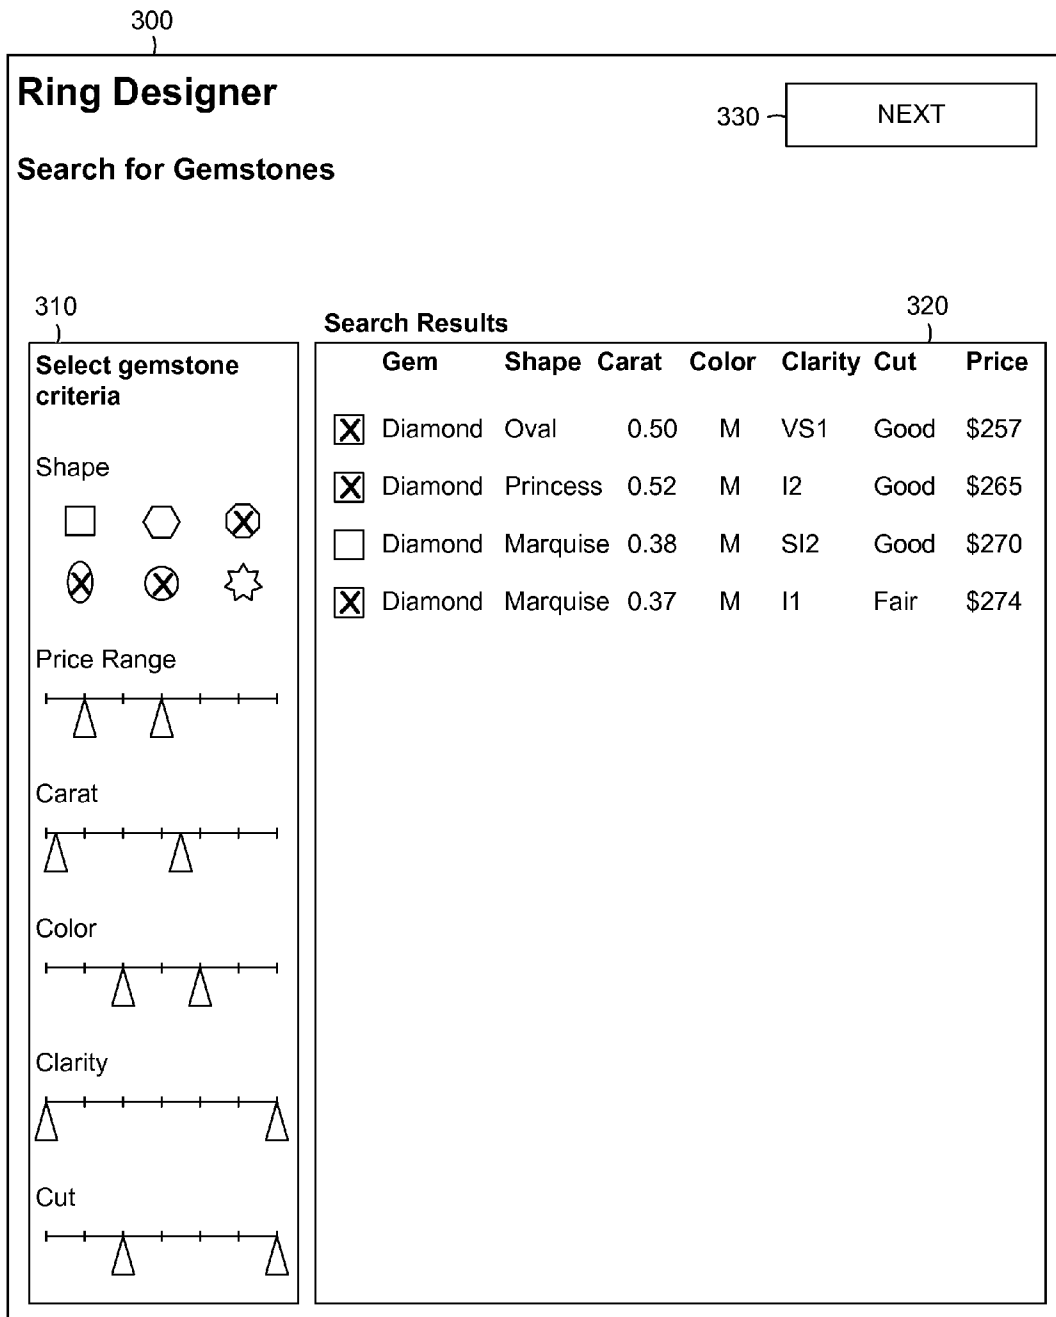 300
Ring Designer
330
NEXT
Search for Gemstones
310
Search Results
320
Select gemstone
criteria
Shape
Price Range
Carat
Color
Clarity
Cut
Gem Shape Carat Color Clarity Cut Price
Diamond Oval 0.50 M VS1 Good $257
Diamond Princess 0.52 M I2 Good $265
Diamond Marquise 0.38 M SI2 Good $270
Diamond Marquise 0.37 M I1 Fair $274